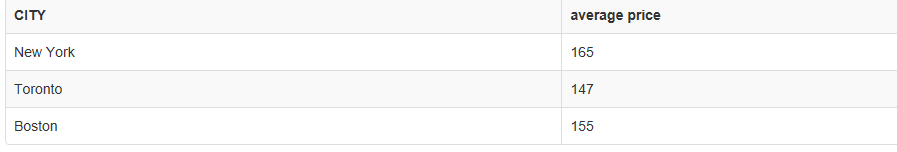 CITY average price
New York 165
Toronto 147
Boston 155